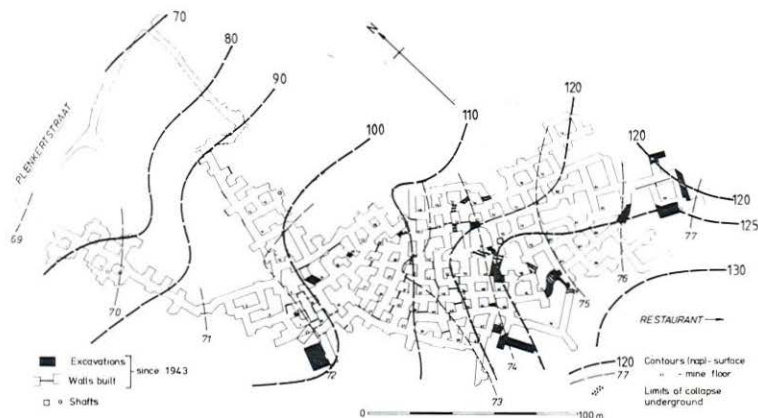 70
80
90
100
N
110
120
120
120
125
130
PLENKERTSTRAAT
69
70
71
72
73
74
75
76
77
RESTAURANT →
Excavations
Walls built
since 1943
Shafts
120 Contours (nap)- surface
77 " - mine floor
Limits of collapse
underground
0 100 m